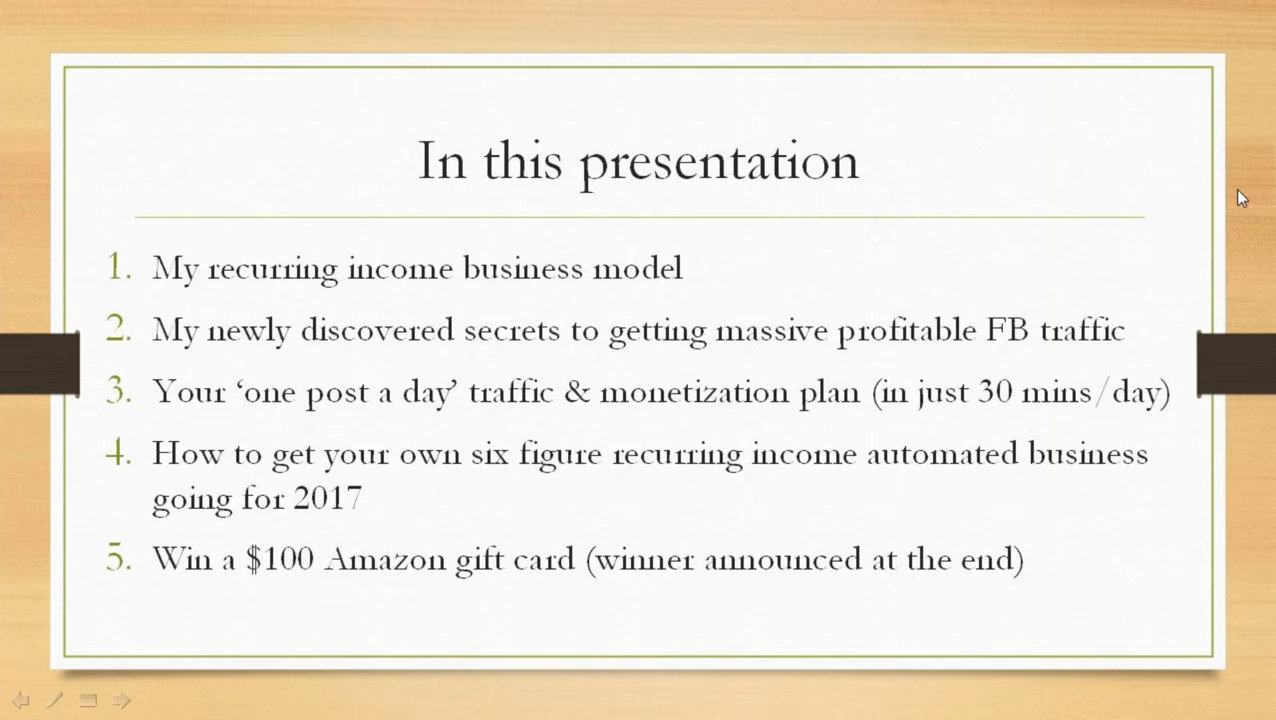 In this presentation
1. My recurring income business model
2. My newly discovered secrets to getting massive profitable FB traffic
3. Your ‘one post a day’ traffic & monetization plan (in just 30 mins/day)
4. How to get your own six figure recurring income automated business
going for 2017
5. Win a $100 Amazon gift card (winner announced at the end)